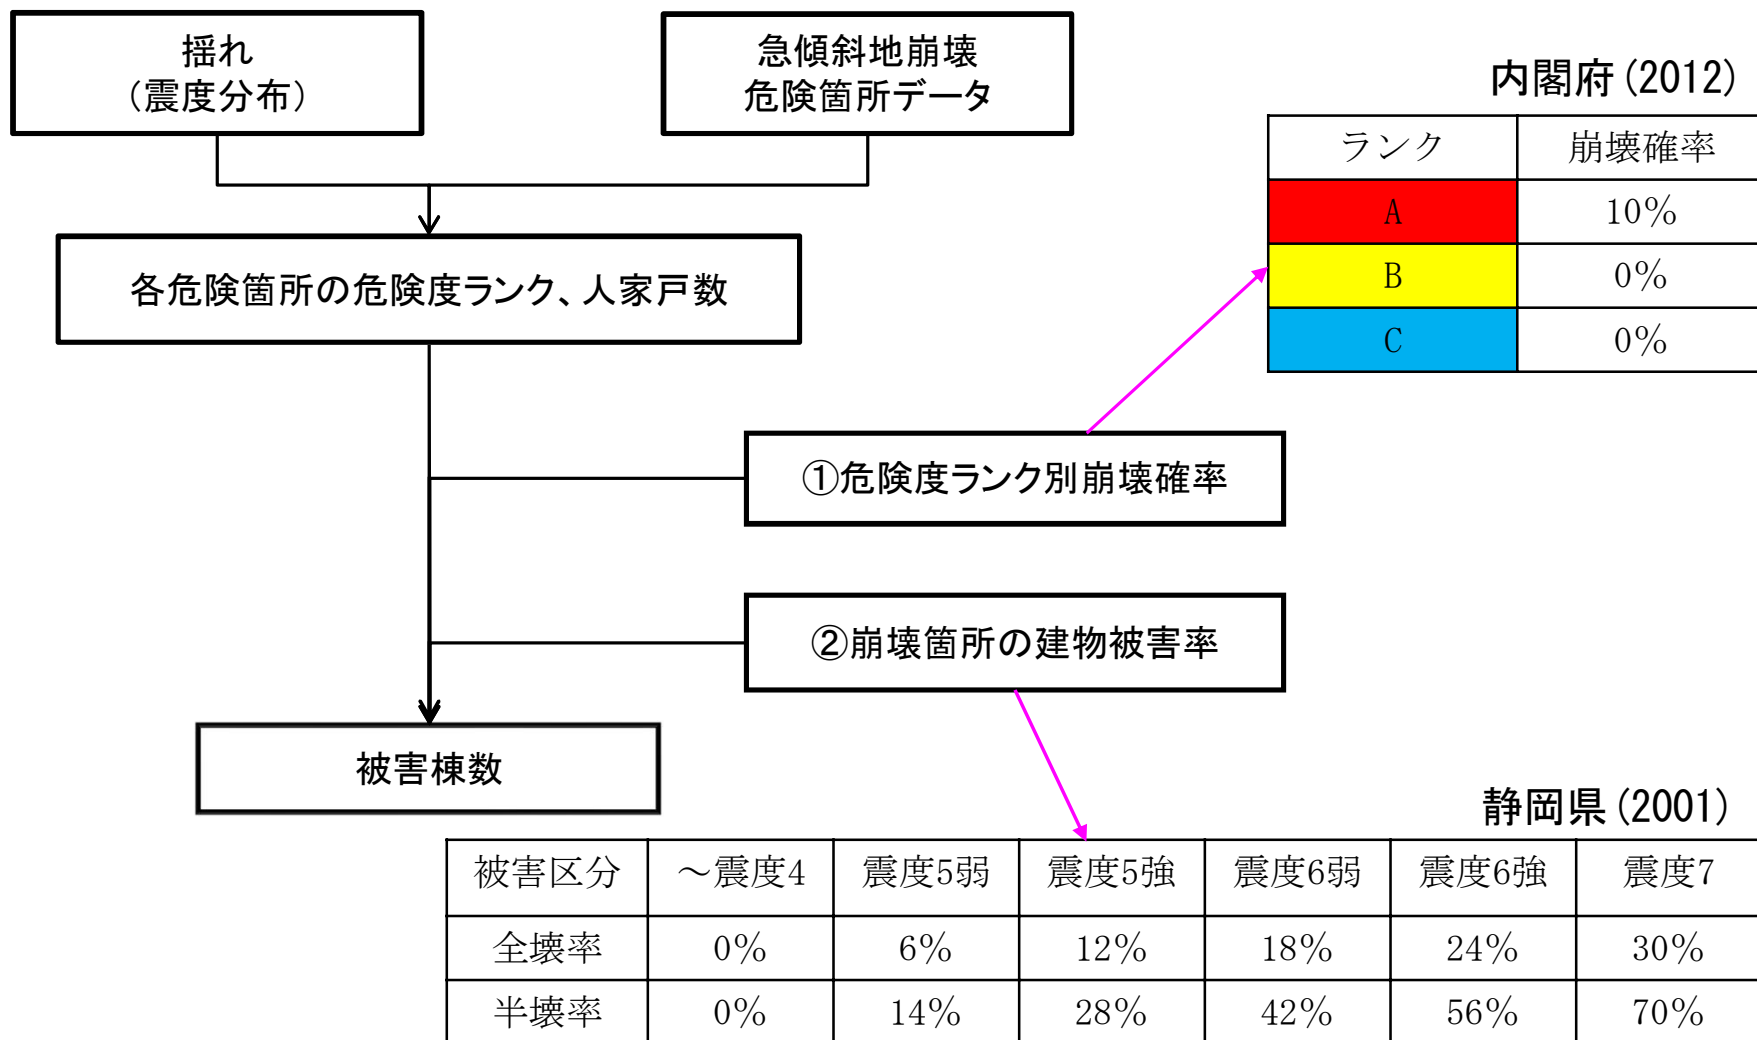 揺れ
(震度分布)
急傾斜地崩壊
危険箇所データ
各危険箇所の危険度ランク、人家戸数
①危険度ランク別崩壊確率
②崩壊箇所の建物被害率
被害棟数
内閣府(2012)
ランク 崩壊確率
A 10%
B 0%
C 0%
静岡県(2001)
被害区分 ～震度4 震度5弱 震度5強 震度6弱 震度6強 震度7
全壊率 0% 6% 12% 18% 24% 30%
半壊率 0% 14% 28% 42% 56% 70%